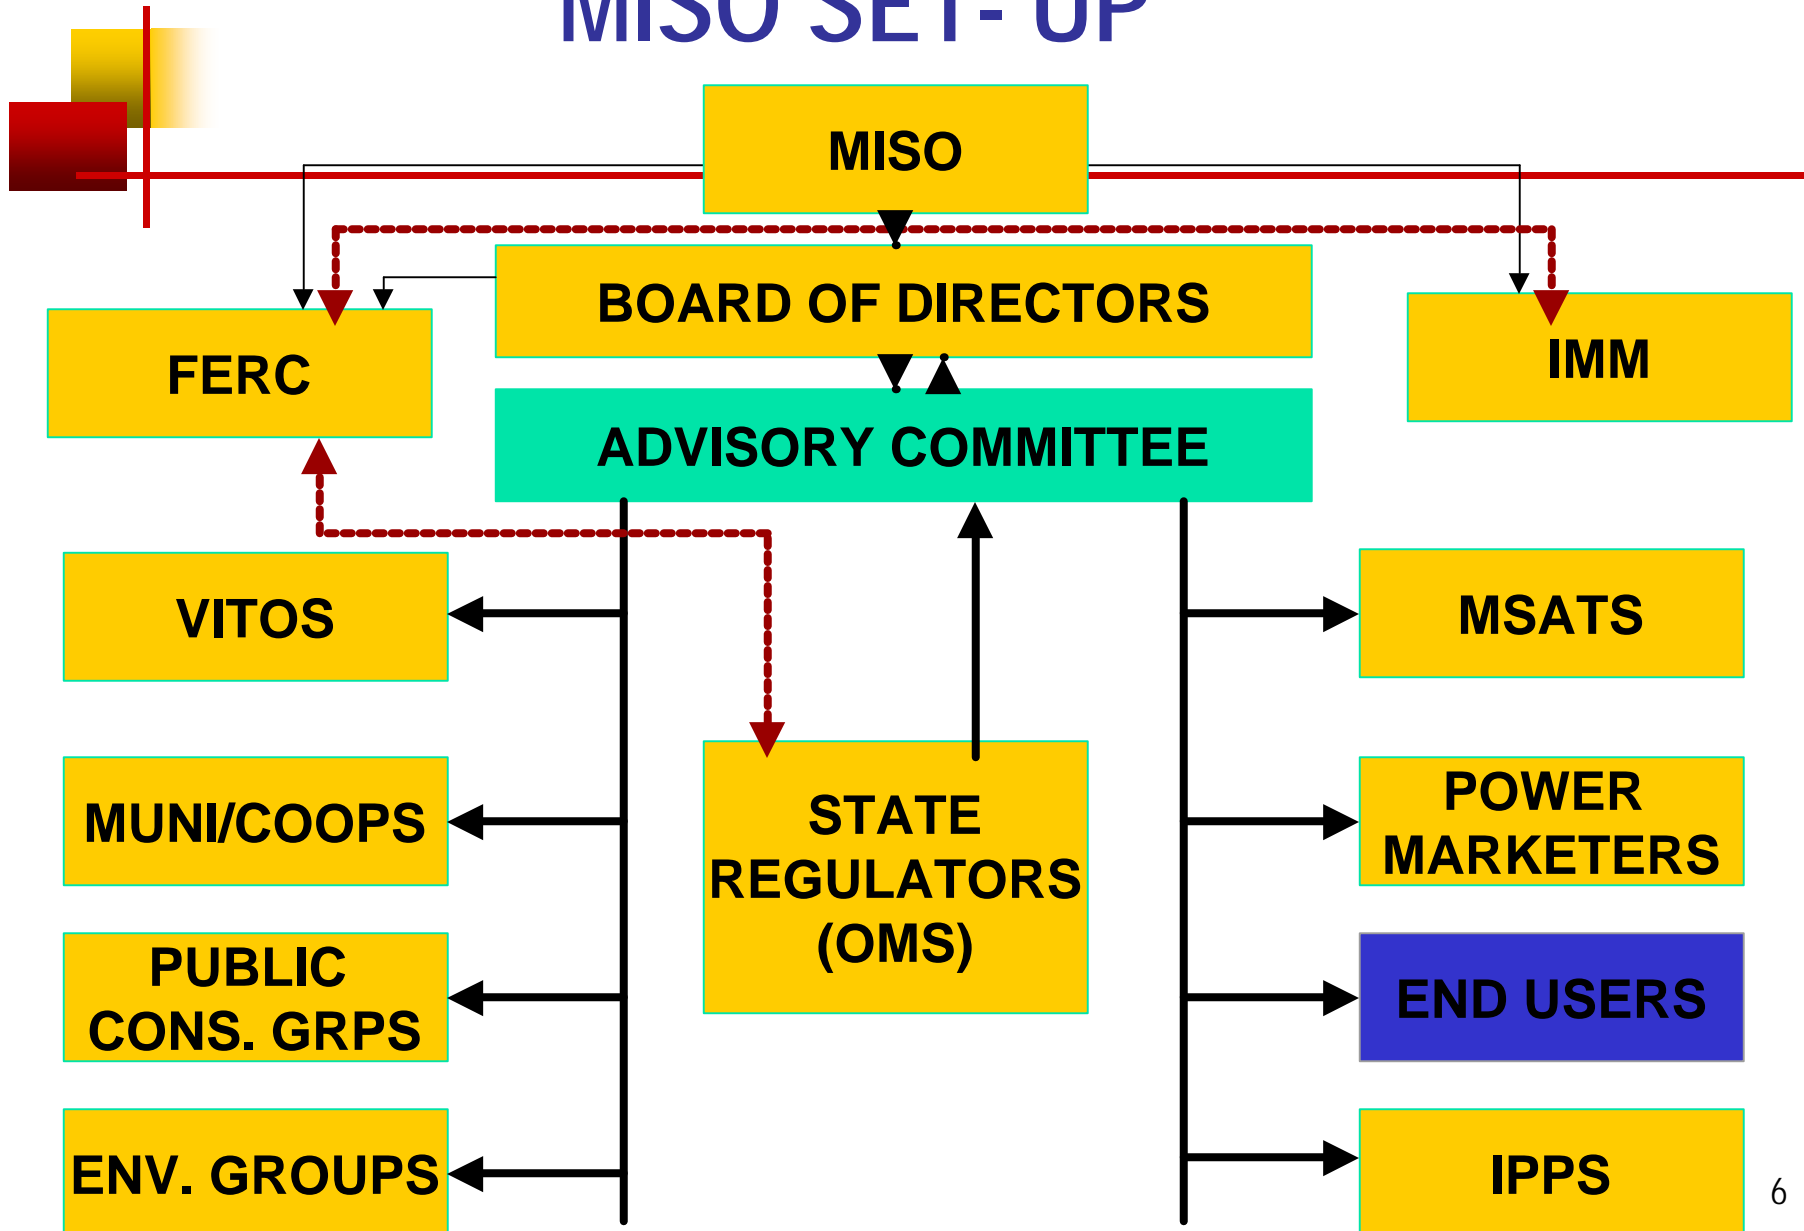 MISO SET- UP
MISO
BOARD OF DIRECTORS
FERC
IMM
ADVISORY COMMITTEE
VITOS
MSATS
MUNI/COOPS
STATE
REGULATORS
(OMS)
POWER
MARKETERS
PUBLIC
CONS. GRPS
END USERS
ENV. GROUPS
IPPS
6